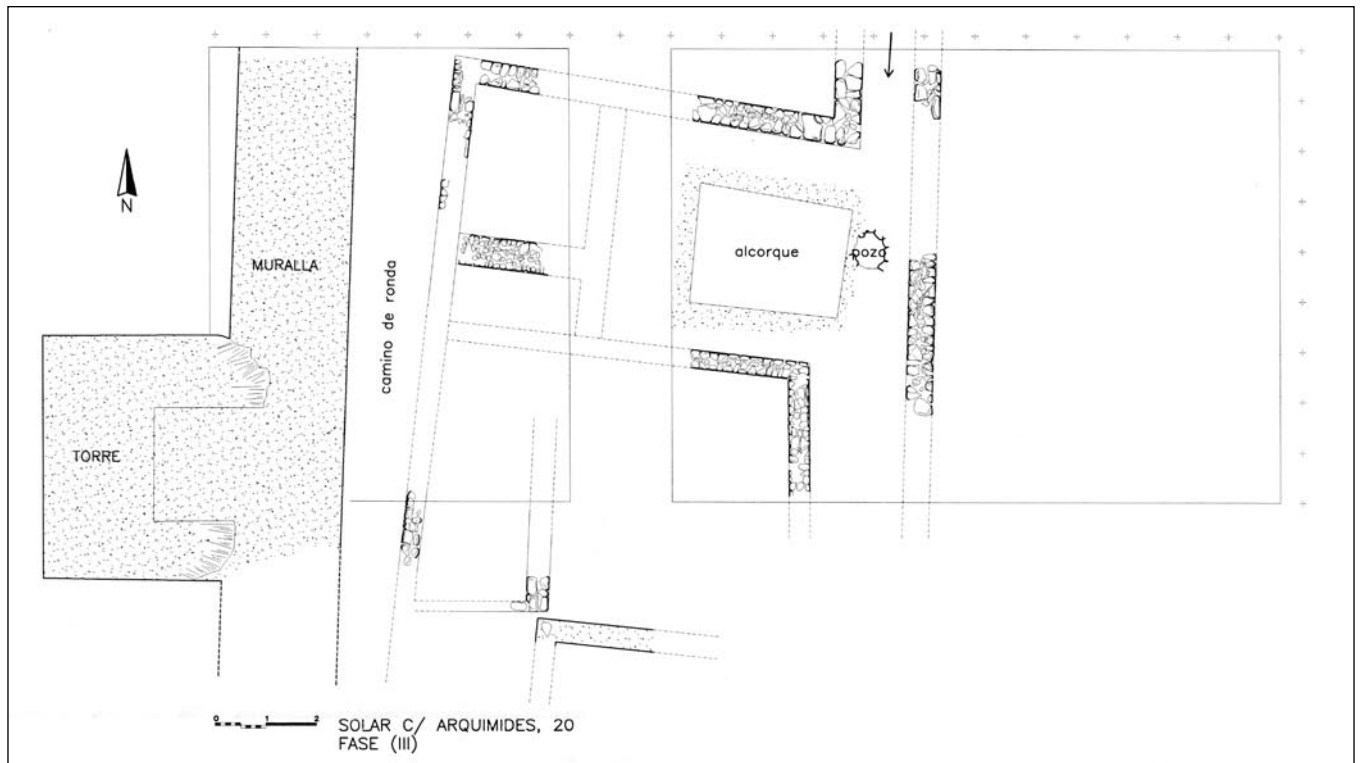 N
MURALLA
camino de ronda
alcorque
pozo
TORRE
0 1 2
SOLAR C/ ARQUIMIDES, 20
FASE (III)